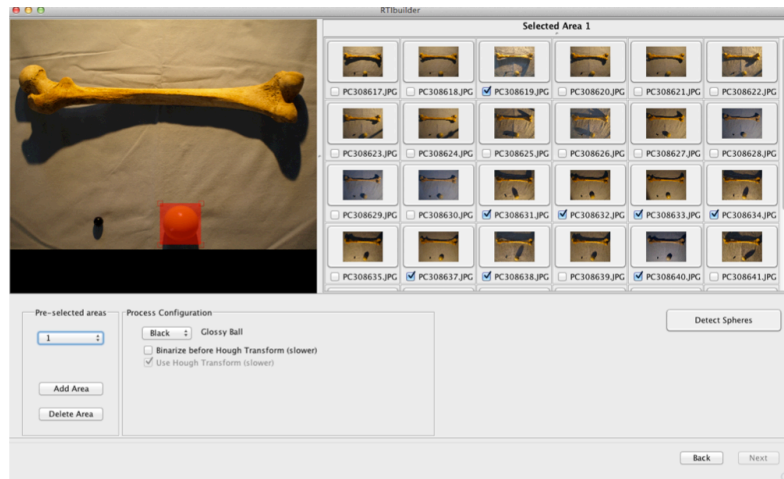 RTIbuilder
Selected Area 1
PC308617.JPG PC308618.JPG PC308619.JPG PC308620.JPG PC308621.JPG PC308622.JPG
PC308623.JPG PC308624.JPG PC308625.JPG PC308626.JPG PC308627.JPG PC308628.JPG
PC308629.JPG PC308630.JPG PC308631.JPG PC308632.JPG PC308633.JPG PC308634.JPG
PC308635.JPG PC308637.JPG PC308638.JPG PC308639.JPG PC308640.JPG PC308641.JPG
Pre-selected areas
1
Add Area
Delete Area
Process Configuration
Black Glossy Ball
Binarize before Hough Transform (slower)
Use Hough Transform (slower)
Detect Spheres
Back Next